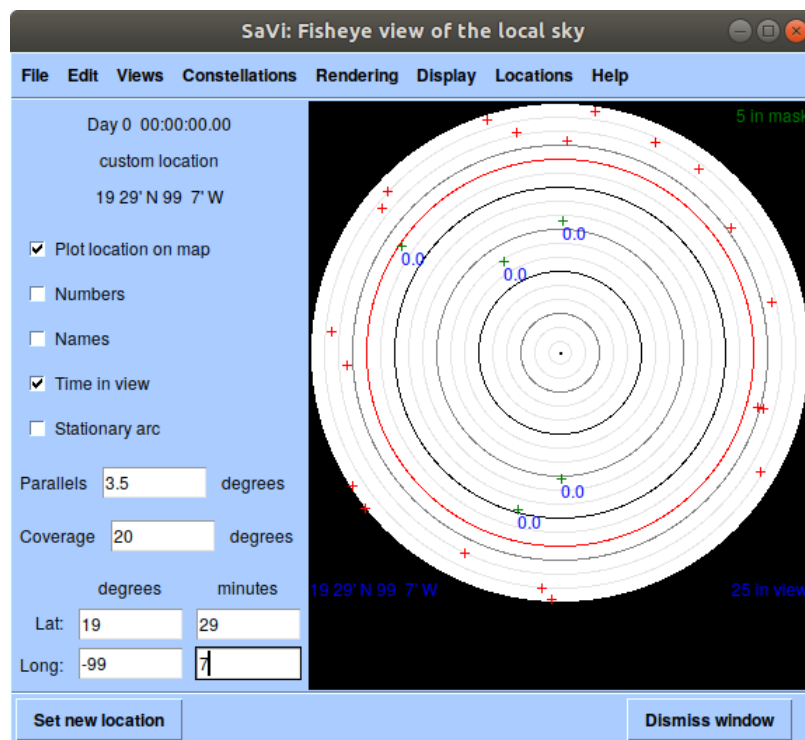 SaVi: Fisheye view of the local sky
File Edit Views Constellations Rendering Display Locations Help
Day 0 00:00:00.00
custom location
19 29' N 99 7' W
Plot location on map
Numbers
Names
Time in view
Stationary arc
Parallels 3.5 degrees
Coverage 20 degrees
degrees minutes
Lat: 19 29
Long: -99 7
5 in mask
0.0
0.0
0.0
0.0
0.0
19 29' N 99 7' W
25 in view
Set new location
Dismiss window